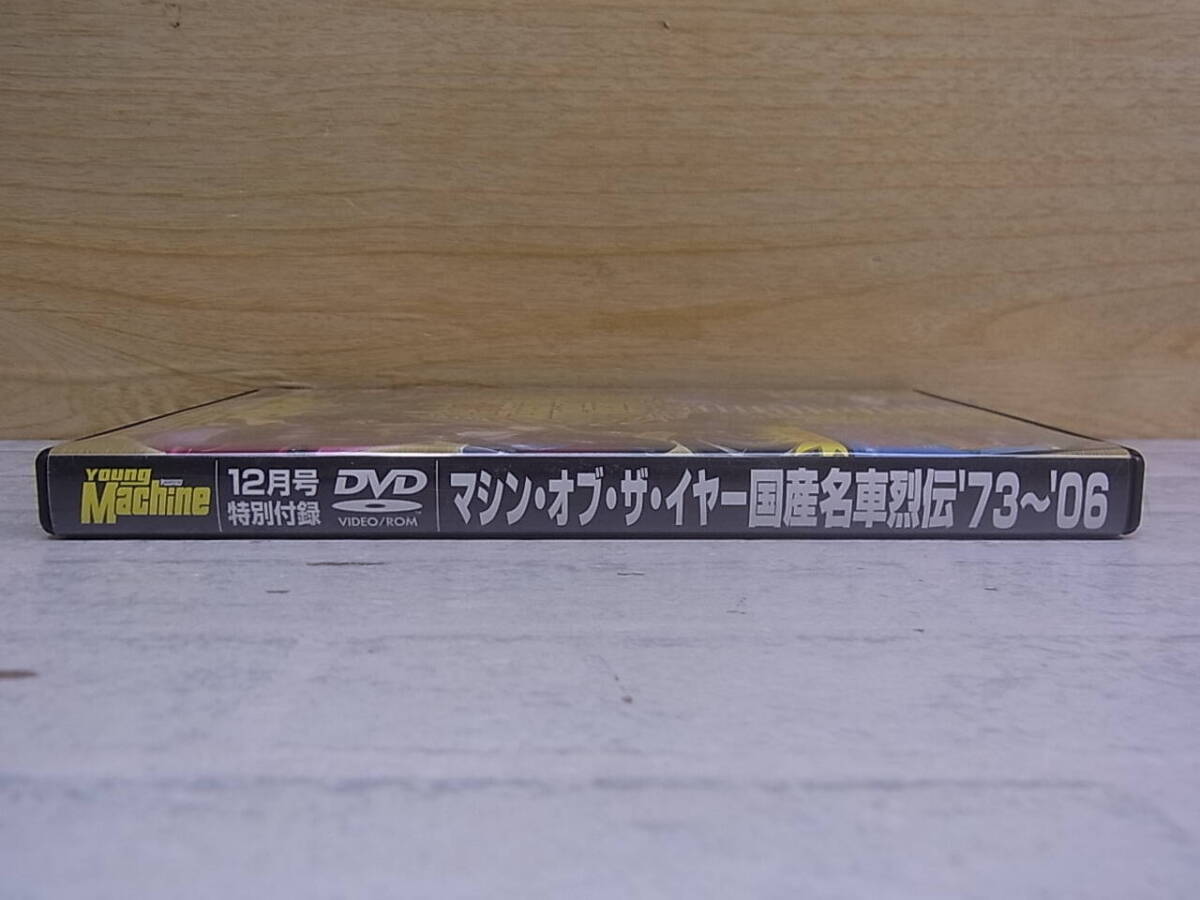 Young Machine
12月号
特別付録
DVD
VIDEO/ROM
マシン・オブ・ザ・イヤー国産名車烈伝'73〜'06